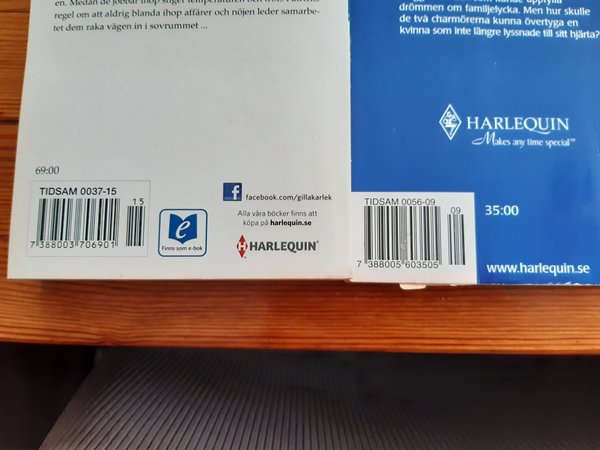 en. Medan de jobbar ihop stiger temperaturen och trots
regel om att aldrig blanda ihop affärer och nöjen leder samarbe-
tet dem raka vägen in i sovrummet ...
69:00
TIDSAM 0037-15
15
7 388003 706901
e
Finns som e-bok
f facebook.com/gillakarlek
Alla våra böcker finns att
köpa på harlequin.se
HARLEQUIN®
drömmen om familjelycka. Men hur skulle
de två charmörerna kunna övertyga en
kvinna som inte längre lyssnade till sitt hjärta?
HARLEQUIN
Makes any time special™
TIDSAM 0056-09
09
7 388005 603505
35:00
www.harlequin.se